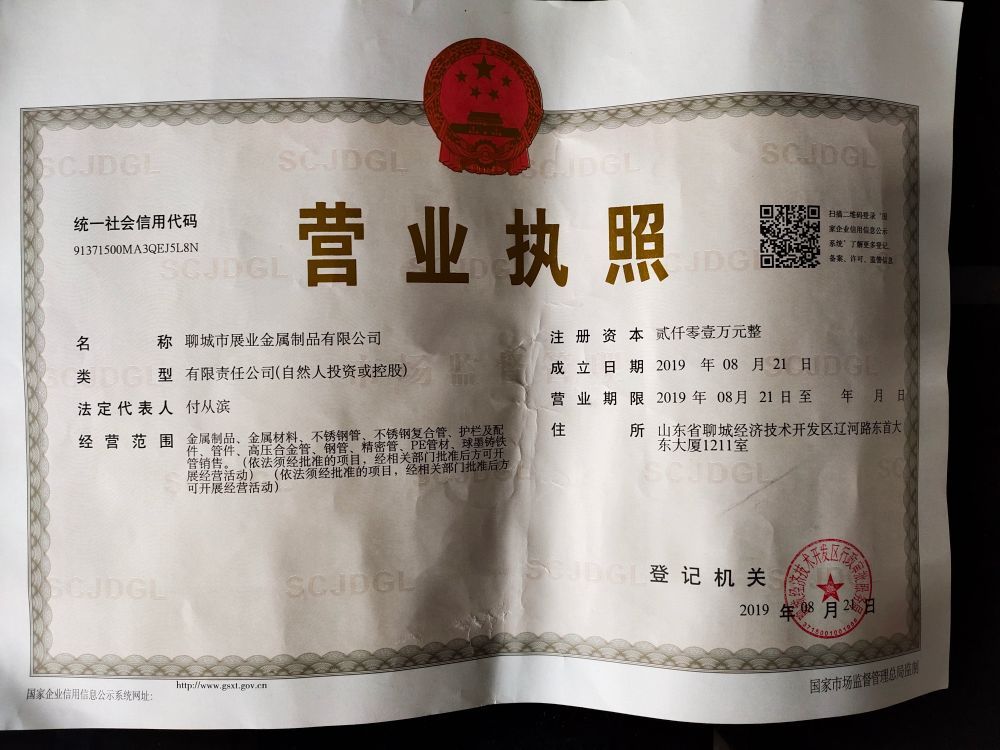 统一社会信用代码
91371500MA3QEJ5L8N
营业执照
扫描二维码登录"国
家企业信用信息公示
系统"了解更多登记、
备案、许可、监管信息
名 称 聊城市展业金属制品有限公司
类 型 有限责任公司(自然人投资或控股)
法定代表人 付从滨
经营范围 金属制品、金属材料、不锈钢管、不锈钢复合管、护栏及配
件、管件、高压合金管、钢管、精密管、PE管材、球墨铸铁
管销售。(依法须经批准的项目，经相关部门批准后方可开
展经营活动) (依法须经批准的项目，经相关部门批准后方
可开展经营活动)
注册资本 贰仟零壹万元整
成立日期 2019 年 08 月 21 日
营业期限 2019 年 08月 21 日 至 年 月 日
住 所 山东省聊城经济技术开发区辽河路东首大
东大厦1211室
登记机关
2019 年 08 月 21 日
国家企业信用信息公示系统网址:
http://www.gsxt.gov.cn
国家市场监督管理总局监制
SCJDGL